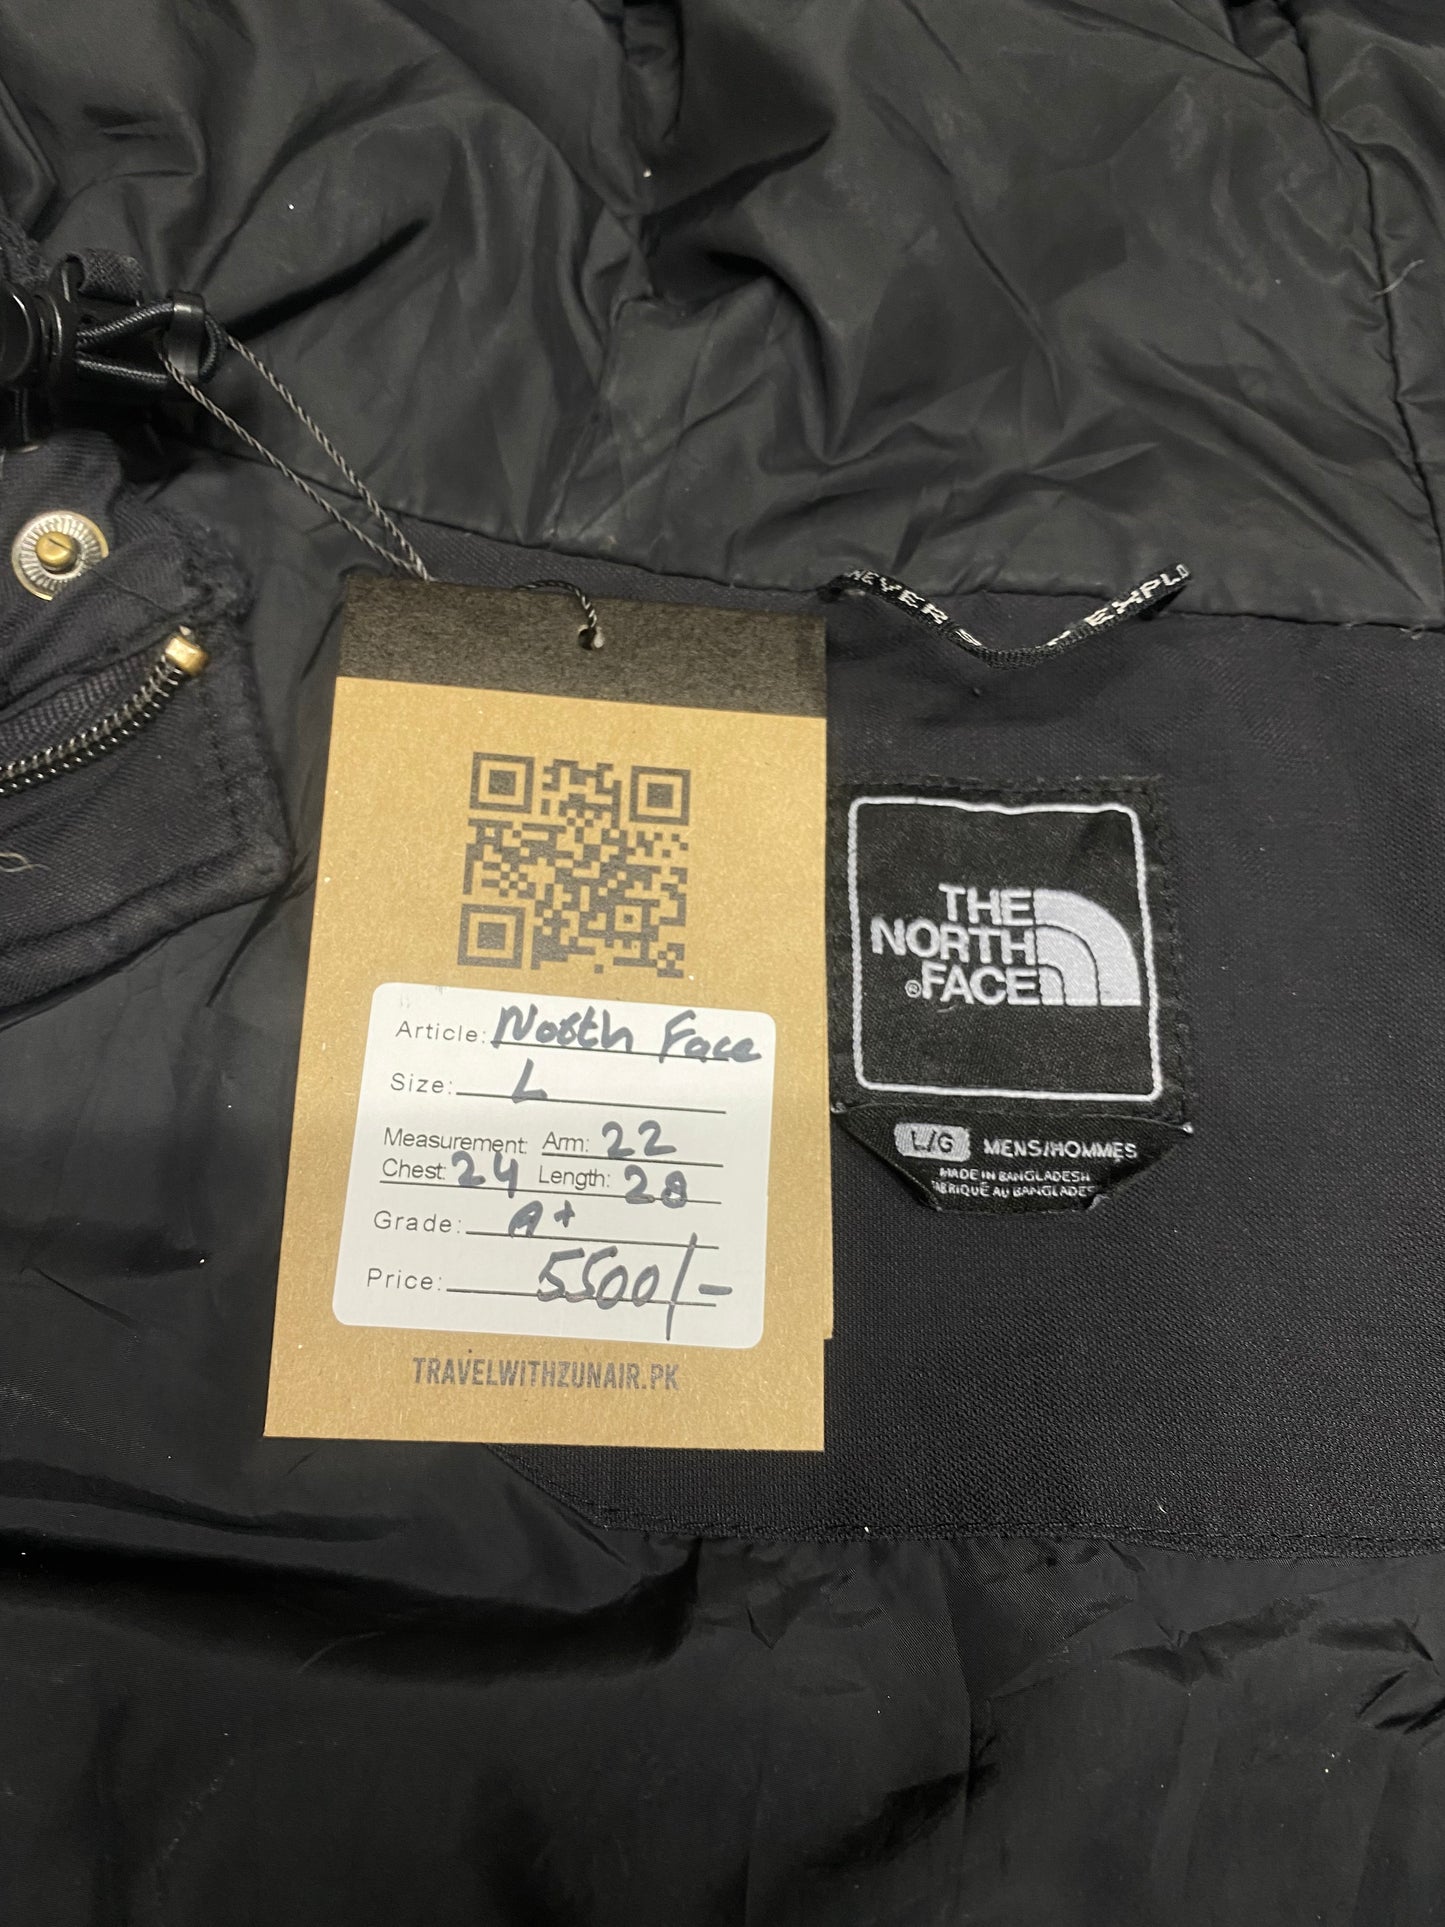 NEVER S EXPLO
THE
NORTH
®FACE
L/G MENS/HOMMES
MADE IN BANGLADESH
FABRIQUÉ AU BANGLADES
Article: North Face
Size: L
Measurement: Arm: 22
Chest: 24 Length: 28
Grade: A+
Price: 5500/-
TRAVELWITHZUNAIR.PK